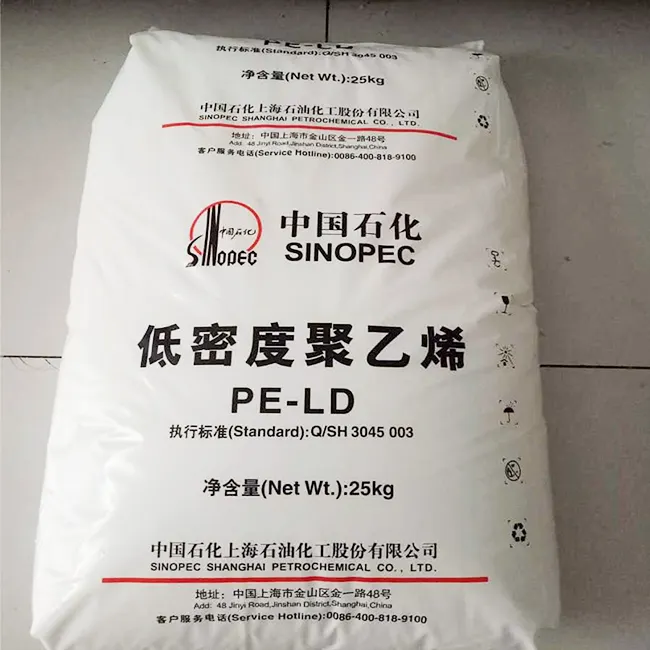 PE-LD
执行标准(Standard):Q/SH 3045 003
净含量(Net Wt.):25kg
中国石化上海石油化工股份有限公司
SINOPEC SHANGHAI PETROCHEMICAL CO., LTD.
地址: 中国上海市金山区金一路48号
Add: 48 Jinyi Road,Jinshan District,Shanghai,China
客户服务电话(Service Hotline):0086-400-818-9100
中国石化
SINOPEC
中国石化
SINOPEC
低密度聚乙烯
PE-LD
执行标准(Standard):Q/SH 3045 003
净含量(Net Wt.):25kg
中国石化上海石油化工股份有限公司
SINOPEC SHANGHAI PETROCHEMICAL CO., LTD.
地址: 中国上海市金山区金一路48号
Add: 48 Jinyi Road,Jinshan District,Shanghai,China
客户服务电话(Service Hotline):0086-400-818-9100